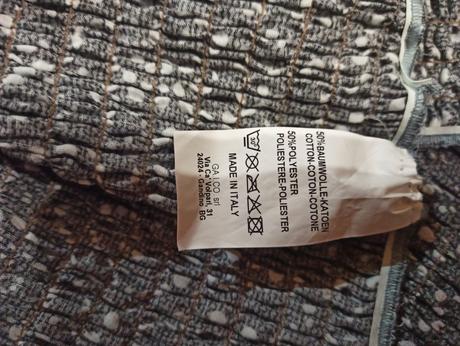 50%BAUMWOLLE-KATOEN
COTTON-COTON-COTONE
50%POLYESTER
POLIESTERE-POLIESTER
30°
MADE IN ITALY
GA.I.CO. srl
Via Ca' Volpari, 31
24024 - Gandino BG